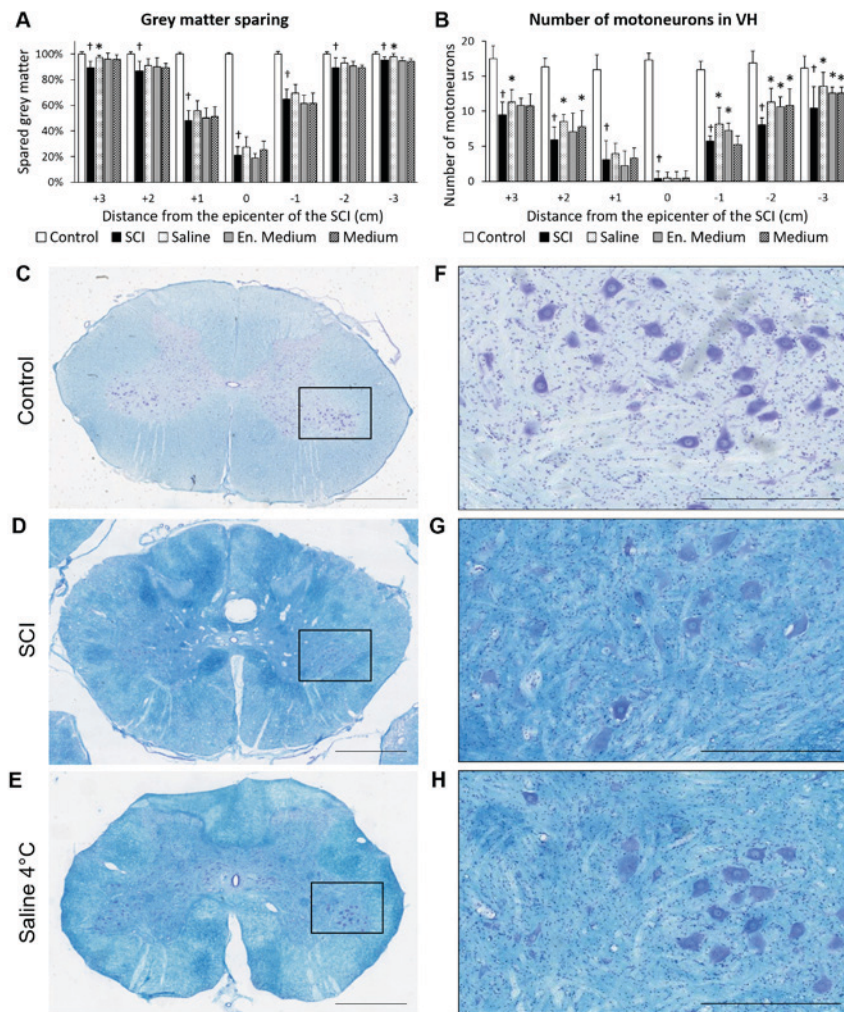 A Grey matter sparing
† * † † † † † *
100%
80%
60%
40%
20%
0%
Spared grey matter
+3 +2 +1 0 -1 -2 -3
Distance from the epicenter of the SCI (cm)
Control SCI Saline En. Medium Medium
B Number of motoneurons in VH
† * † * * † † † * * † * * * † * * *
20
15
10
5
0
Number of motoneurons
+3 +2 +1 0 -1 -2 -3
Distance from the epicenter of the SCI (cm)
Control SCI Saline En. Medium Medium
C
Control
F
D
SCI
G
E
Saline 4°C
H